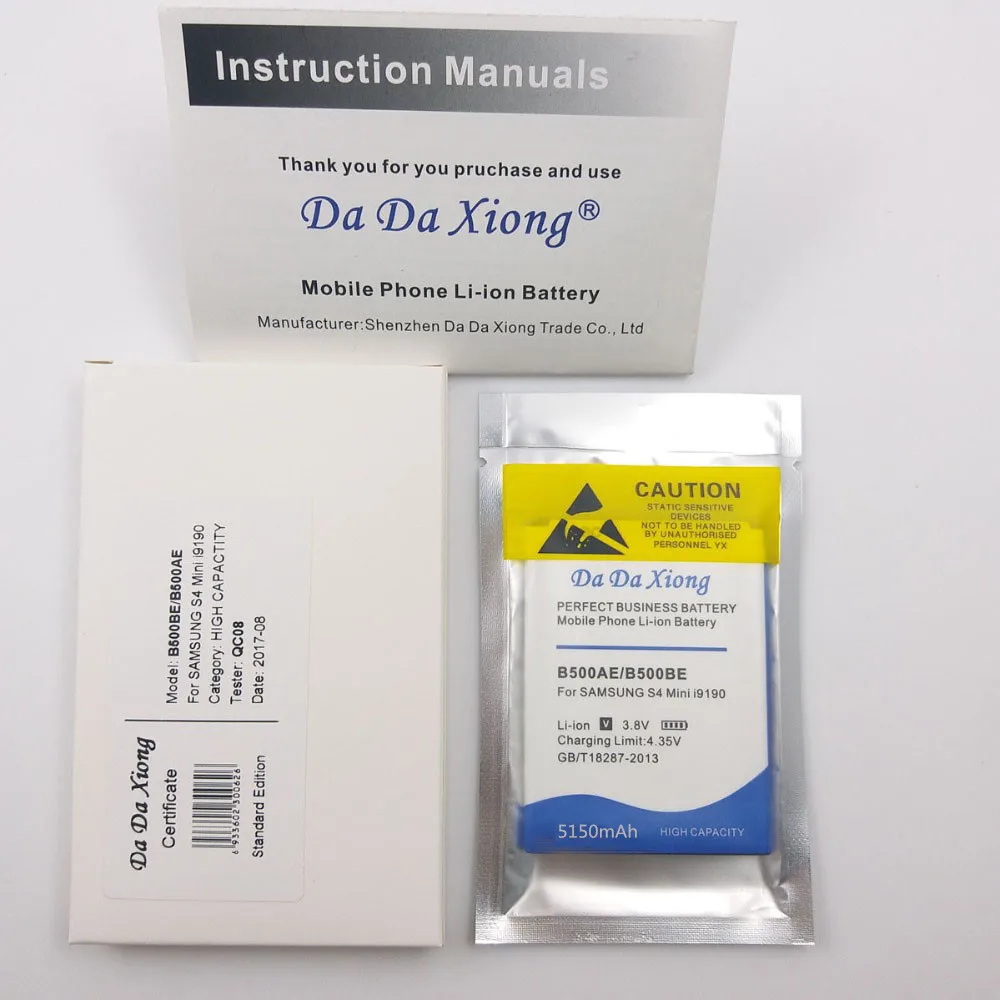 Instruction Manuals
Thank you for you pruchase and use
Da Da Xiong®
Mobile Phone Li-ion Battery
Manufacturer:Shenzhen Da Da Xiong Trade Co., Ltd
Model: B500BE/B500AE
For SAMSUNG S4 Mini i9190
Category: HIGH CAPACTITY
Tester: QC08
Date: 2017-08
Da Da Xiong
Certificate
6 933602 300626
Standard Edition
CAUTION
STATIC SENSITIVE
DEVICES
NOT TO BE HANDLED
BY UNAUTHORISED
PERSONNEL YX
Da Da Xiong
PERFECT BUSINESS BATTERY
Mobile Phone Li-ion Battery
B500AE/B500BE
For SAMSUNG S4 Mini i9190
Li-ion V 3.8V
Charging Limit:4.35V
GB/T18287-2013
5150mAh HIGH CAPACITY